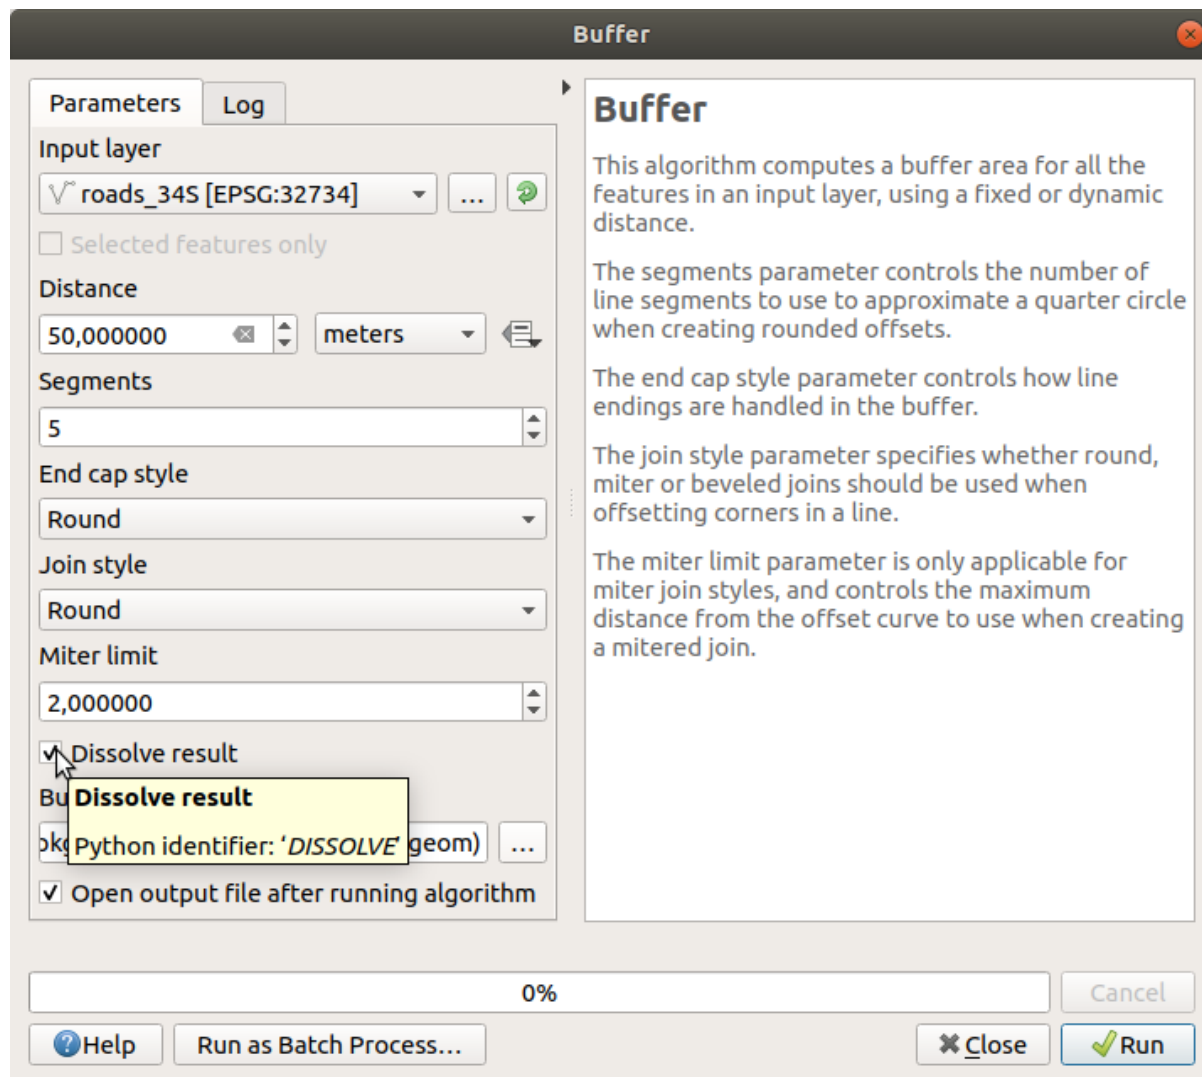 Buffer
Parameters
Log
Input layer
roads_34S [EPSG:32734]
...
Selected features only
Distance
50,000000
meters
Segments
5
End cap style
Round
Join style
Round
Miter limit
2,000000
Dissolve result
Dissolve result
Python identifier: ‘DISSOLVE’
geom)
...
Open output file after running algorithm
Buffer
This algorithm computes a buffer area for all the
features in an input layer, using a fixed or dynamic
distance.
The segments parameter controls the number of
line segments to use to approximate a quarter circle
when creating rounded offsets.
The end cap style parameter controls how line
endings are handled in the buffer.
The join style parameter specifies whether round,
miter or beveled joins should be used when
offsetting corners in a line.
The miter limit parameter is only applicable for
miter join styles, and controls the maximum
distance from the offset curve to use when creating
a mitered join.
0%
Cancel
Help
Run as Batch Process...
Close
Run